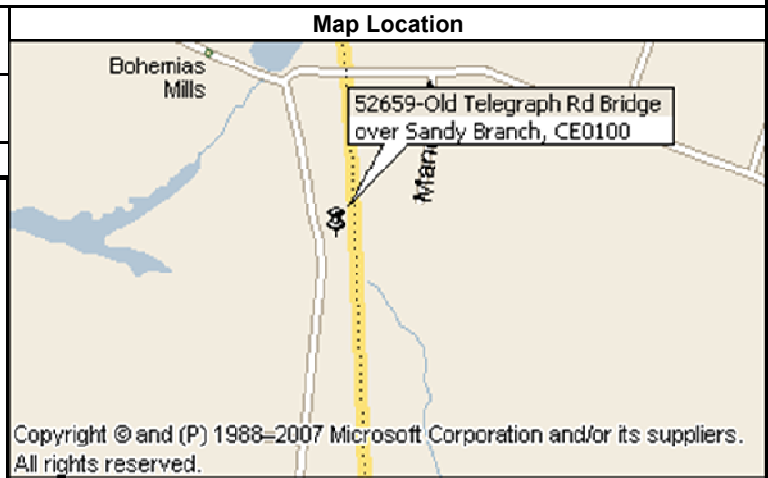 Map Location
Bohemias
Mills
52659-Old Telegraph Rd Bridge
over Sandy Branch, CE0100
Copyright © and (P) 1988–2007 Microsoft Corporation and/or its suppliers.
All rights reserved.